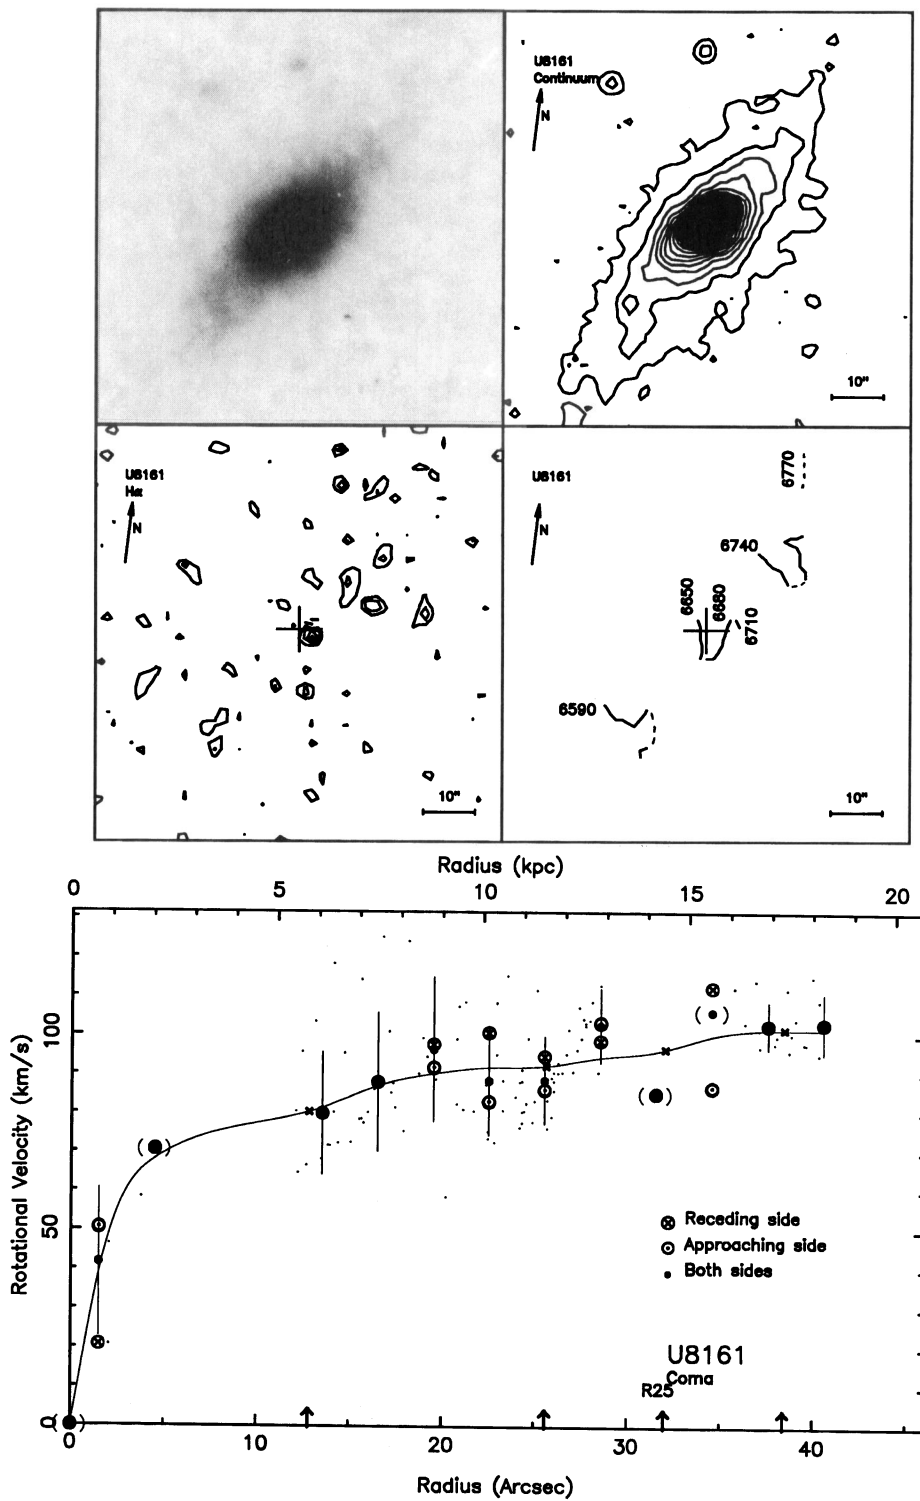 U8161
Continuum
N
10"
U8161
Hα
N
10"
U8161
N
6770
6740
6650
6680
6710
6590
10"
Radius (kpc)
0 5 10 15 20
Rotational Velocity (km/s)
100
50
0
Receding side
Approaching side
Both sides
U8161
Coma
R25
0 10 20 30 40
Radius (Arcsec)